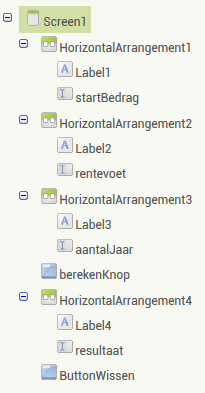 Screen1
HorizontalArrangement1
A Label1
I startBedrag
HorizontalArrangement2
A Label2
I rentevoet
HorizontalArrangement3
A Label3
I aantalJaar
berekenKnop
HorizontalArrangement4
A Label4
I resultaat
ButtonWissen